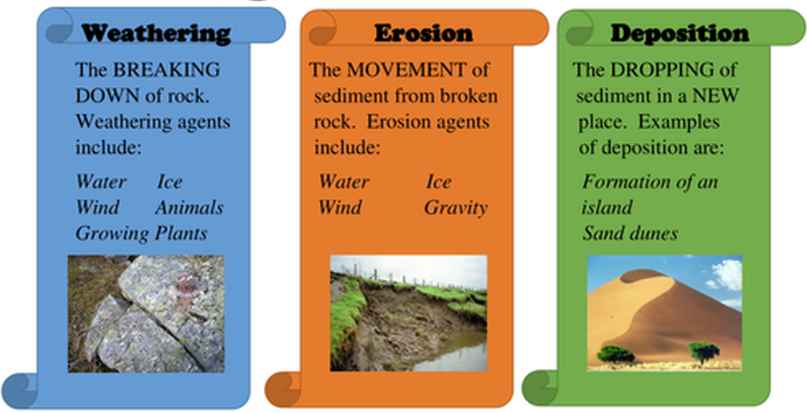 Weathering
The BREAKING
DOWN of rock.
Weathering agents
include:
Water Ice
Wind Animals
Growing Plants
Erosion
The MOVEMENT of
sediment from broken
rock. Erosion agents
include:
Water Ice
Wind Gravity
Deposition
The DROPPING of
sediment in a NEW
place. Examples
of deposition are:
Formation of an
island
Sand dunes